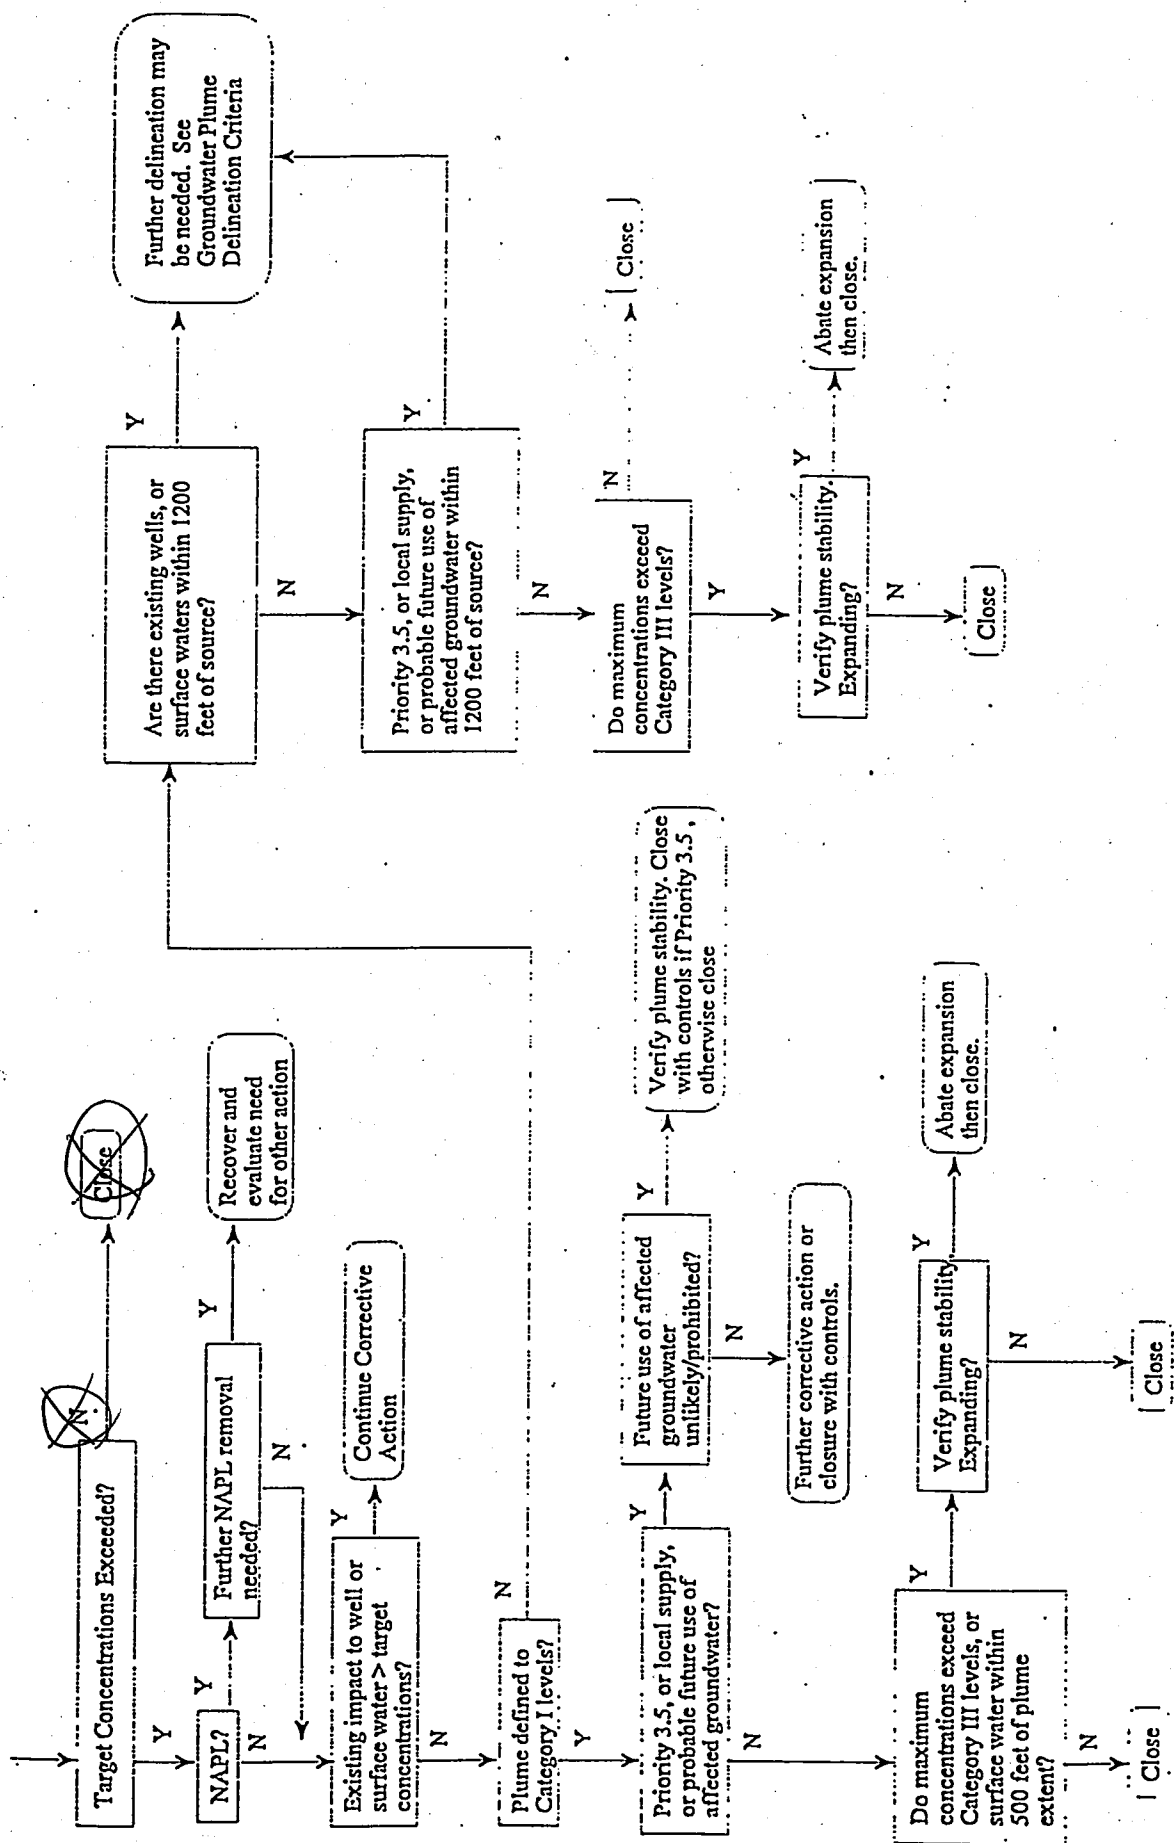 Target Concentrations Exceeded?
N
Close
Y
NAPL?
Y
Further NAPL removal
needed?
Y
Recover and
evaluate need
for other action
N
N
Existing impact to well or
surface water > target
concentrations?
Y
Continue Corrective
Action
N
Plume defined to
Category I levels?
N
Y
Priority 3.5, or local supply,
or probable future use of
affected groundwater?
Y
Future use of affected
groundwater
unlikely/prohibited?
Y
Verify plume stability. Close
with controls if Priority 3.5 ,
otherwise close
N
Further corrective action or
closure with controls.
N
Do maximum
concentrations exceed
Category III levels, or
surface water within
500 feet of plume
extent?
Y
Verify plume stability.
Expanding?
Y
Abate expansion
then close.
N
Close
N
Close
Are there existing wells, or
surface waters within 1200
feet of source?
Y
Further delineation may
be needed. See
Groundwater Plume
Delineation Criteria
N
Priority 3.5, or local supply,
or probable future use of
affected groundwater within
1200 feet of source?
Y
N
Do maximum
concentrations exceed
Category III levels?
N
Close
Y
Verify plume stability.
Expanding?
Y
Abate expansion
then close.
N
Close